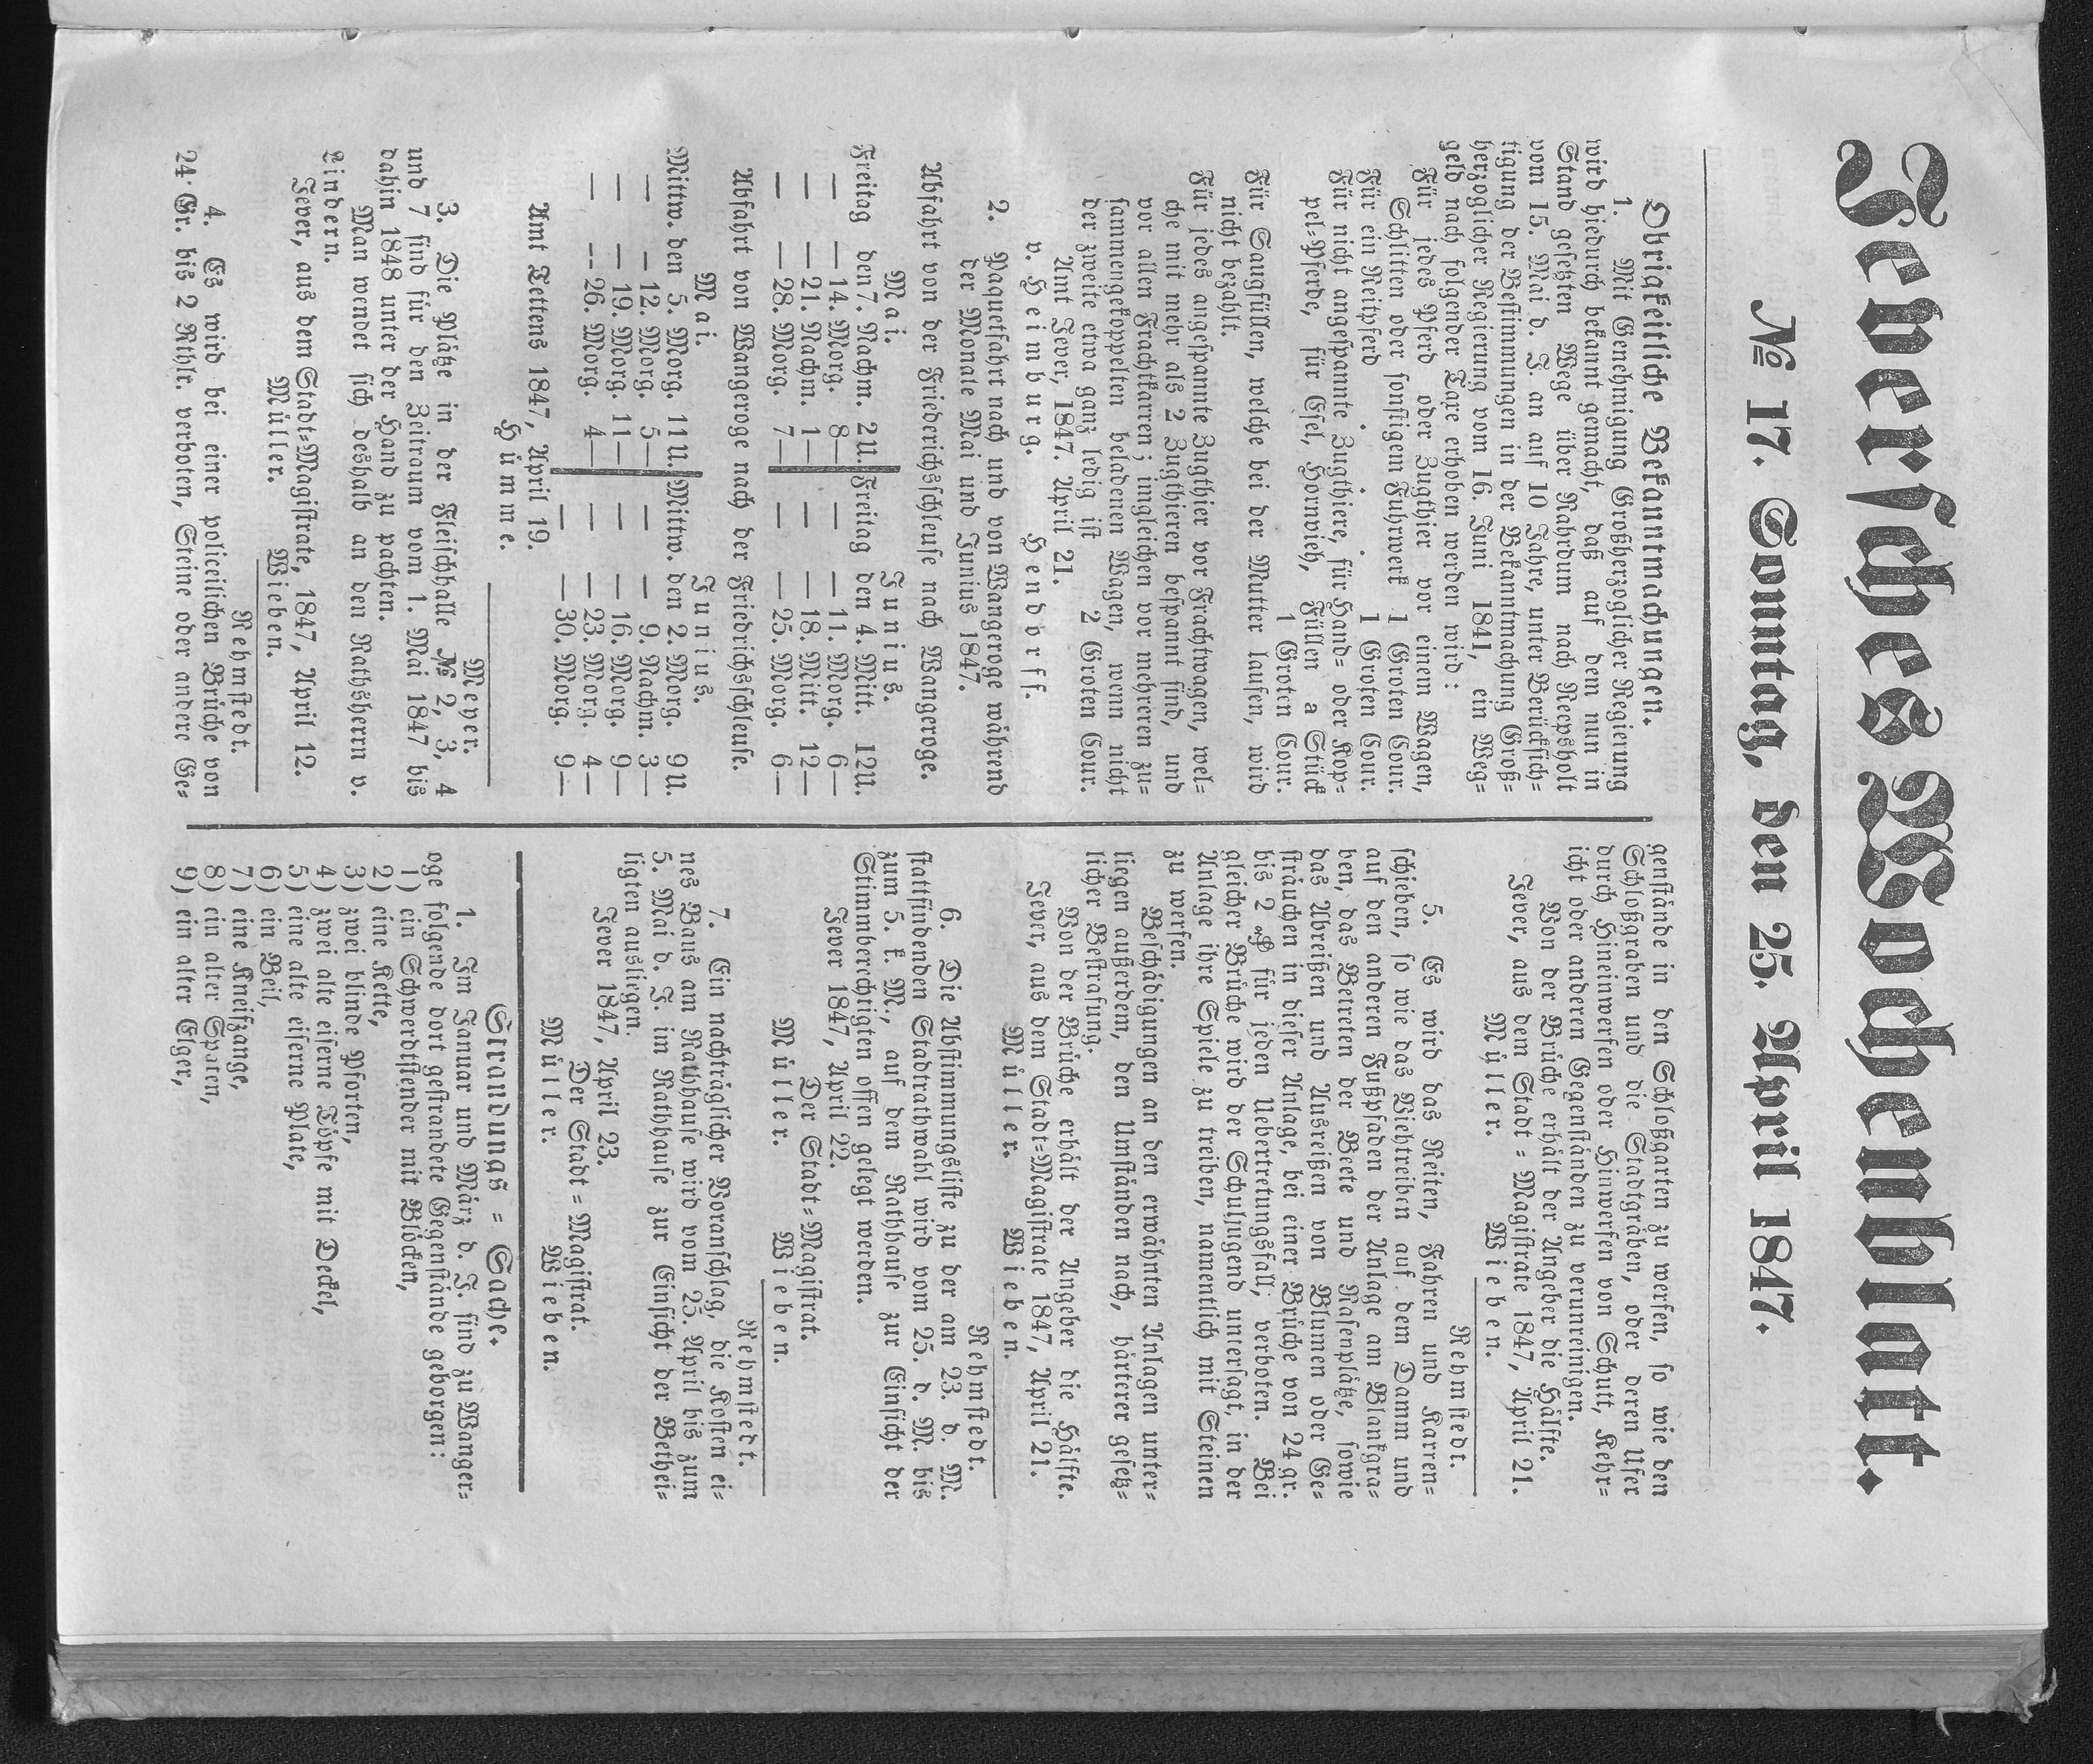 Jeversches Wochenblatt.
№ 17. Sonntag, den 25. April 1847.
Obrigkeitliche Bekanntmachungen.
1. Mit Genehmigung Großherzoglicher Regierung
wird hiedurch bekannt gemacht, daß auf dem nun in
Stand gesetzten Wege über Rahrdum nach Reepsholt
vom 15. Mai d. J. an auf 10 Jahre, unter Berücksich=
tigung der Bestimmungen in der Bekanntmachung Groß=
herzoglicher Regierung vom 16. Juni 1841, ein Weg=
geld nach folgender Taxe erhoben werden wird:
Für jedes Pferd oder Zugthier vor einem Wagen,
Schlitten oder sonstigem Fuhrwerk 1 Groten Cour.
Für ein Reitpferd . . . 1 Groten Cour.
Für nicht angespannte Zugthiere, für Hand= oder Kop=
pel=Pferde, für Esel, Hornvieh, Füllen a Stück
1 Groten Cour.
Für Saugfüllen, welche bei der Mutter laufen, wird
nicht bezahlt.
Für jedes angespannte Zugthier vor Frachtwagen, wel=
che mit mehr als 2 Zugthieren bespannt sind, und
vor allen Frachtkarren; imgleichen vor mehreren zu=
sammengekoppelten beladenen Wagen, wenn nicht
der zweite etwa ganz ledig ist 2 Groten Cour.
Amt Jever, 1847. April 21.
v. Heimburg. Hendorff.
2. Paquetfahrt nach und von Wangeroge während
der Monate Mai und Junius 1847.
Abfahrt von der Friederichsschleuse nach Wangeroge.
Mai. Junius.
Freitag den 7. Nachm. 2 U. Freitag den 4. Mitt. 12 U.
— — 14. Morg. 8— — — 11. Morg. 6—
— — 21. Nachm. 1— — — 18. Mitt. 12—
— — 28. Morg. 7— — — 25. Morg. 6—
Abfahrt von Wangeroge nach der Friedrichsschleuse.
Mai. Junius.
Mittw. den 5. Morg. 11 U. Mittw. den 2. Morg. 9 U.
— — 12. Morg. 5— — — 9. Nachm. 3—
— — 19. Morg. 11— — — 16. Morg. 9—
— — 26. Morg. 4— — — 23. Morg. 4—
— — 30. Morg. 9—
Amt Tettens 1847, April 19.
Hümme.
Meyer.
3. Die Plätze in der Fleischhalle № 2, 3, 4
und 7 sind für den Zeitraum vom 1. Mai 1847 bis
dahin 1848 unter der Hand zu pachten.
Man wendet sich deshalb an den Rathsherrn v.
Lindern.
Jever, aus dem Stadt=Magistrate, 1847, April 12.
Müller. Wieben.
Rehmstedt.
4. Es wird bei einer policeilichen Brüche von
24 Gr. bis 2 Rthlr. verboten, Steine oder andere Ge=
genstände in den Schloßgarten zu werfen, so wie den
Schloßgraben und die Stadtgräben, oder deren Ufer
durch Hineinwerfen oder Hinwerfen von Schutt, Kehr=
icht oder anderen Gegenständen zu verunreinigen.
Von der Brüche erhält der Angeber die Hälfte.
Jever, aus dem Stadt = Magistrate 1847, April 21.
Müller. Wieben.
Rehmstedt.
5. Es wird das Reiten, Fahren und Karren=
schieben, so wie das Viehtreiben auf dem Damm und
auf den anderen Fußpfaden der Anlage am Blankgra=
ben, das Betreten der Beete und Rasenplätze, sowie
das Abreißen und Ausreißen von Blumen oder Ge=
sträuchen in dieser Anlage, bei einer Brüche von 24 gr.
bis 2 ₰ für jeden Uebertretungsfall, verboten. Bei
gleicher Brüche wird der Schuljugend untersagt, in der
Anlage ihre Spiele zu treiben, namentlich mit Steinen
zu werfen.
Beschädigungen an den erwähnten Anlagen unter=
liegen außerdem, den Umständen nach, härterer gesetz=
licher Bestrafung.
Von der Brüche erhält der Angeber die Hälfte.
Jever, aus dem Stadt=Magistrate 1847, April 21.
Müller. Wieben.
Rehmstedt.
6. Die Abstimmungsliste zu der am 23. d. M.
stattfindenden Stadtrathwahl wird vom 25. d. M. bis
zum 5. k. M., auf dem Rathhause zur Einsicht der
Stimmberechtigten offen gelegt werden.
Jever 1847, April 22.
Der Stadt=Magistrat.
Müller. Wieben.
Rehmstedt.
7. Ein nachträglicher Voranschlag, die Kosten ei=
nes Baus am Rathhause wird vom 25. April bis zum
5. Mai d. J. im Rathhause zur Einsicht der Bethei=
ligten ausliegen.
Jever 1847, April 23.
Der Stadt = Magistrat.
Müller. Wieben.
Strandungs = Sache.
1. Im Januar und März d. J. sind zu Wanger=
oge folgende dort gestrandete Gegenstände geborgen:
1) ein Schwerdtstender mit Blöcken,
2) eine Kette,
3) zwei blinde Pforten,
4) zwei alte eiserne Töpfe mit Deckel,
5) eine alte eiserne Plate,
6) ein Beil,
7) eine Kneifzange,
8) ein alter Spaten,
9) ein alter Elger,